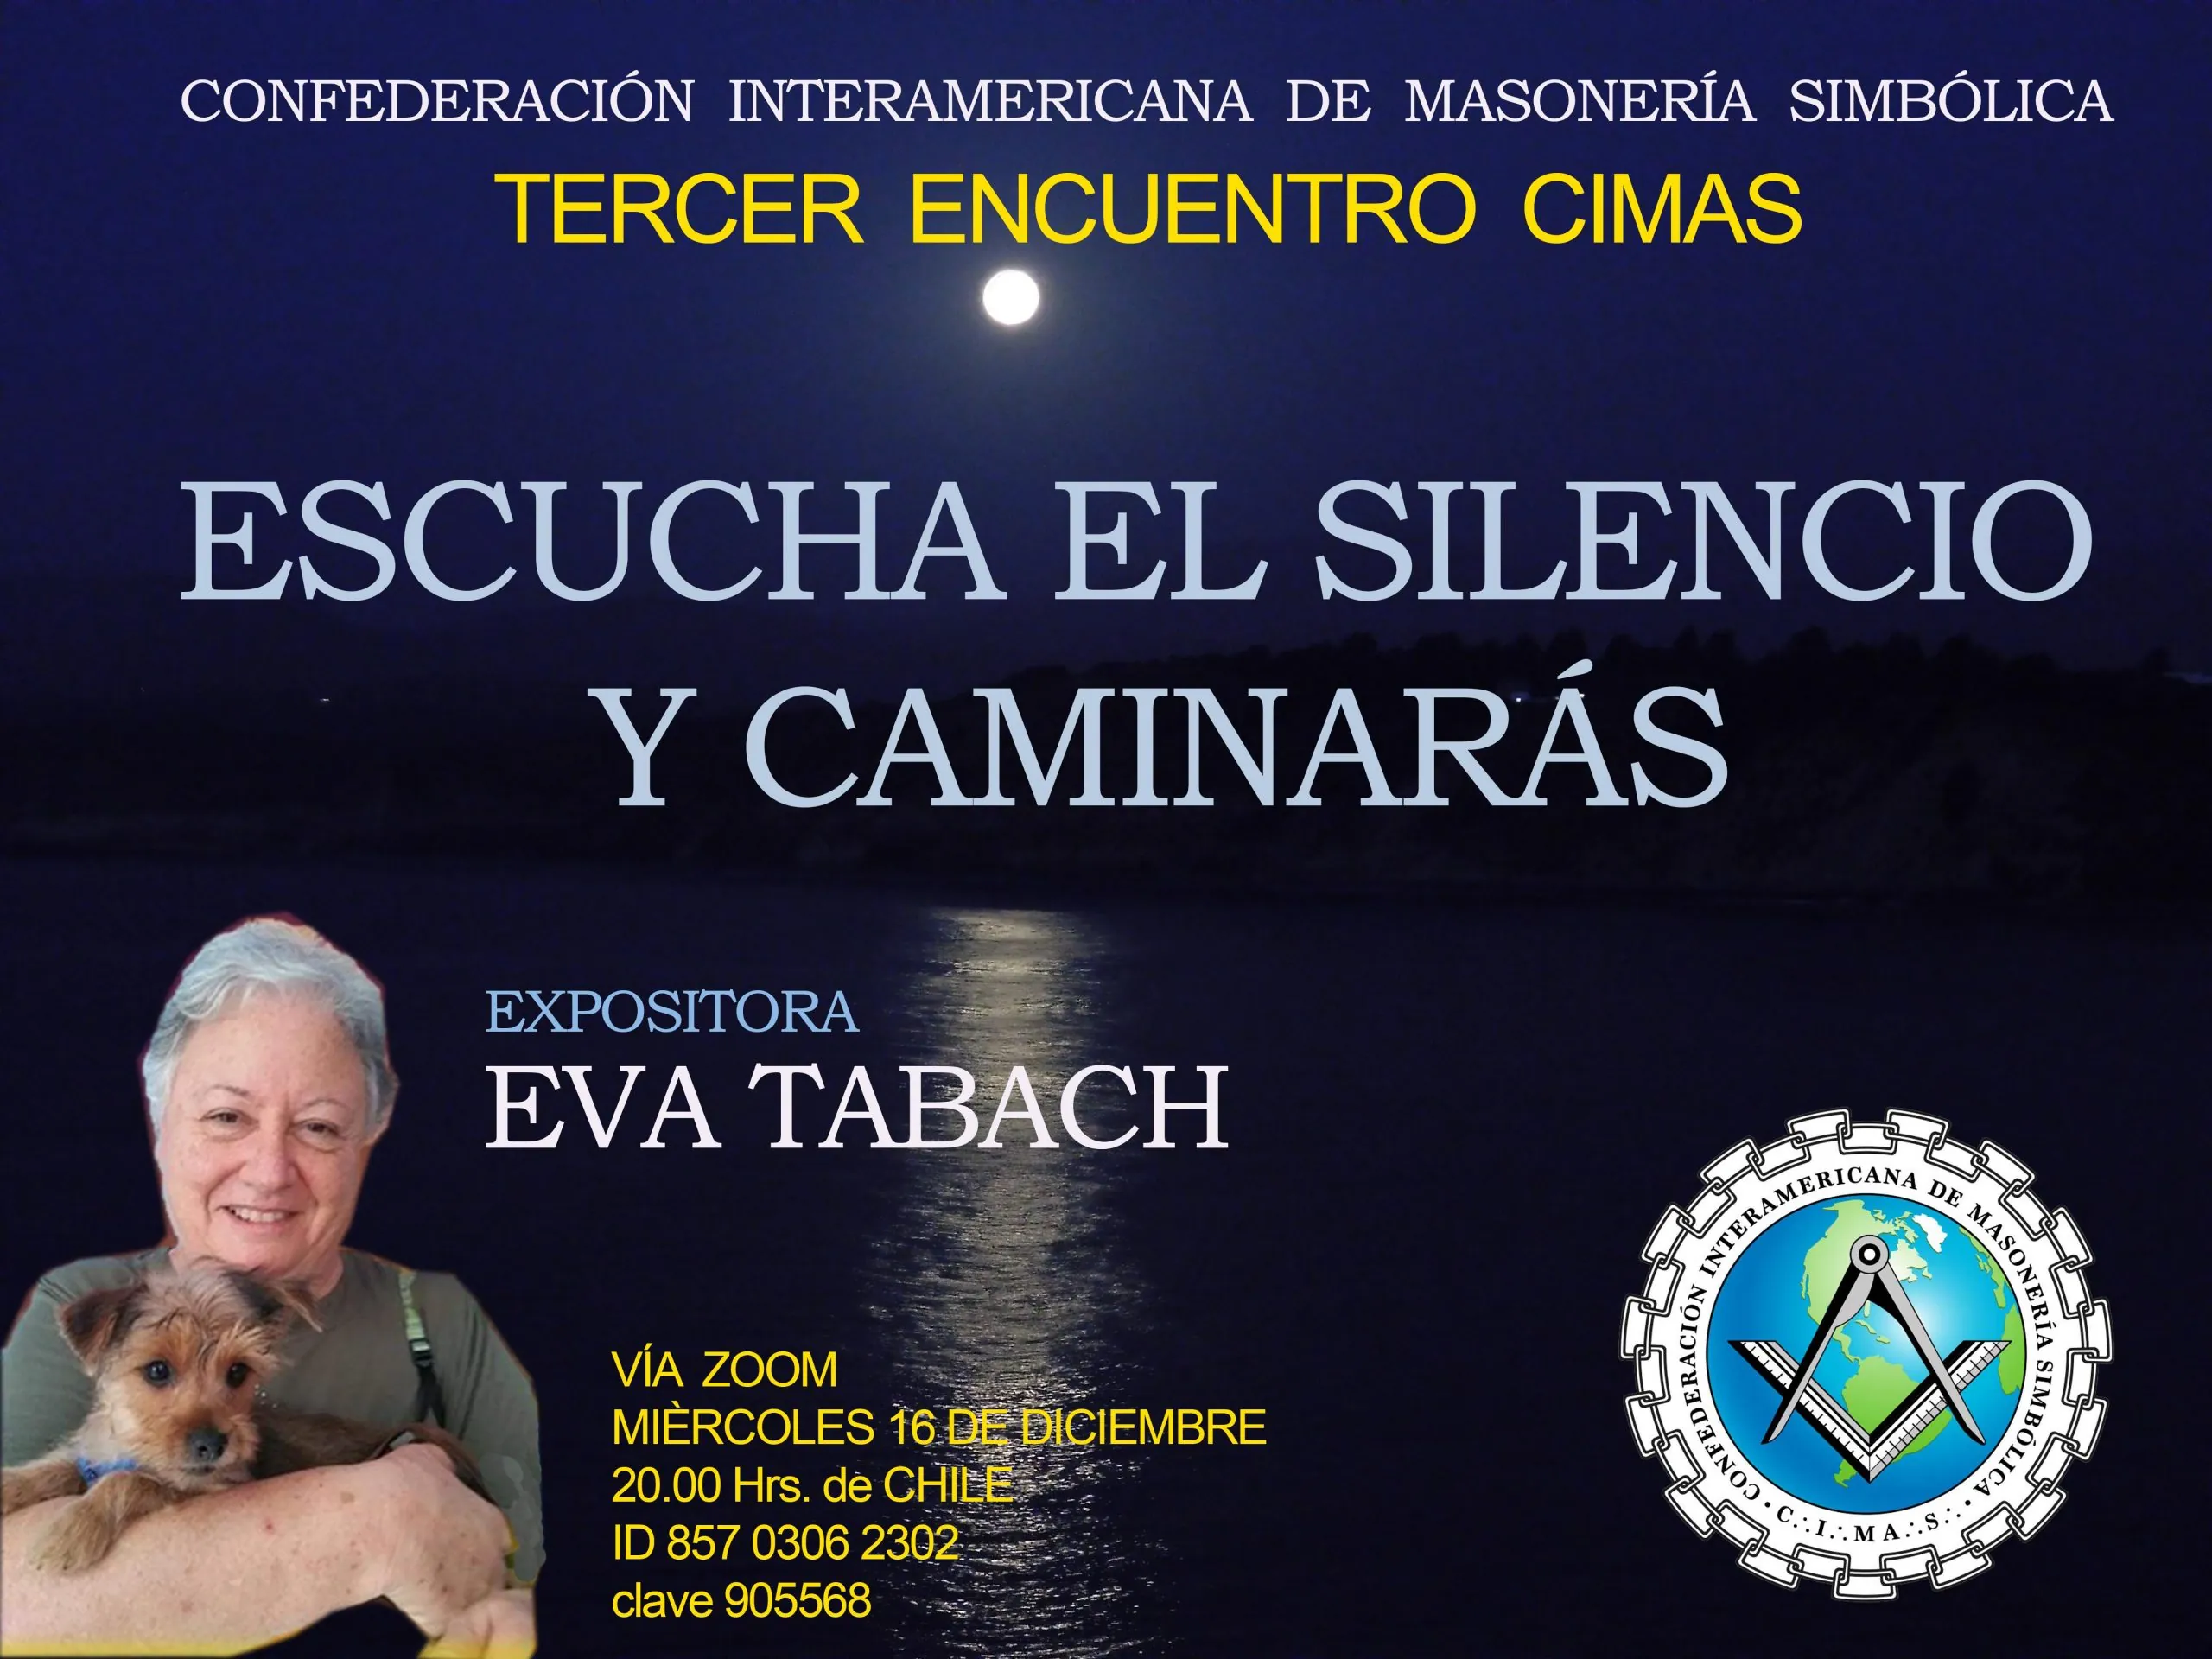 CONFEDERACIÓN INTERAMERICANA DE MASONERÍA SIMBÓLICA
TERCER ENCUENTRO CIMAS
ESCUCHA EL SILENCIO
Y CAMINARÁS
EXPOSITORA
EVA TABACH
VÍA ZOOM
MIÈRCOLES 16 DE DICIEMBRE
20.00 Hrs. de CHILE
ID 857 0306 2302
clave 905568
CONFEDERACIÓN INTERAMERICANA DE MASONERÍA SIMBÓLICA
• C∴I∴M A∴S∴ •